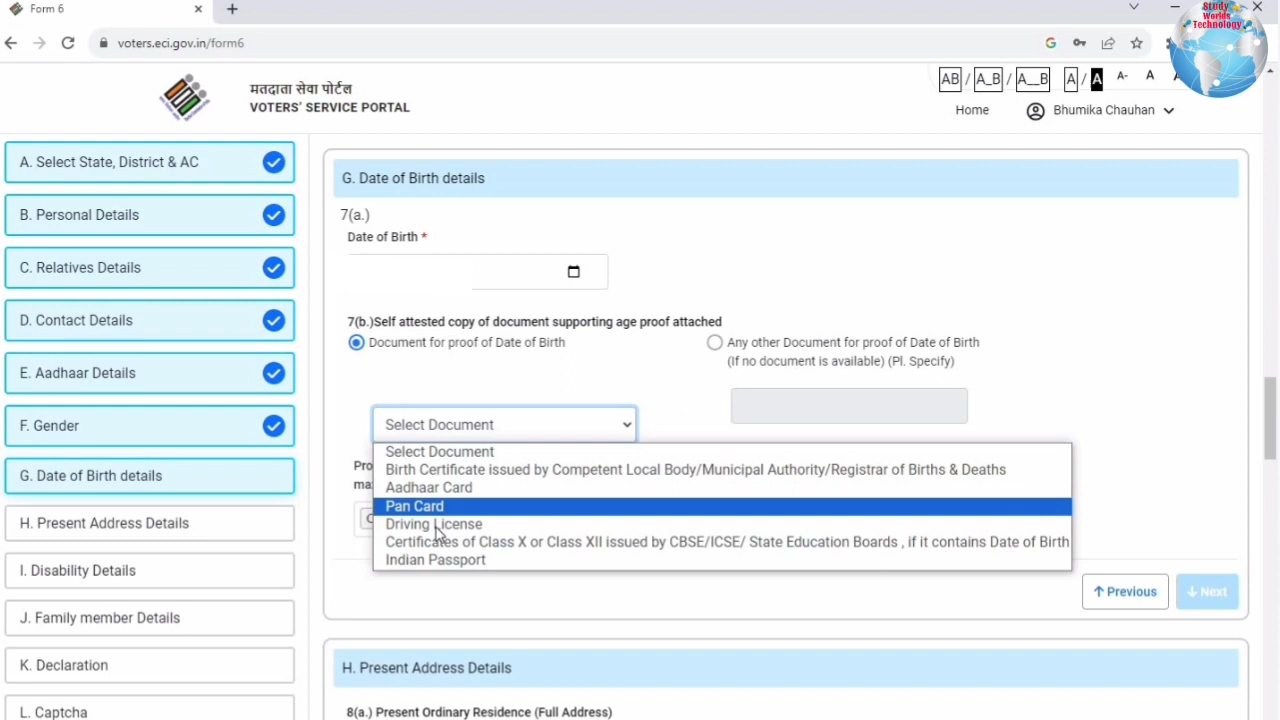 Form 6
Study
Worlds
Technology
voters.eci.gov.in/form6
मतदाता सेवा पोर्टल
VOTERS' SERVICE PORTAL
AB / A_B / A__B A / A A- A
Home Bhumika Chauhan
A. Select State, District & AC
B. Personal Details
C. Relatives Details
D. Contact Details
E. Aadhaar Details
F. Gender
G. Date of Birth details
H. Present Address Details
I. Disability Details
J. Family member Details
K. Declaration
L. Captcha
G. Date of Birth details
7(a.)
Date of Birth *
7(b.)Self attested copy of document supporting age proof attached
Document for proof of Date of Birth
Any other Document for proof of Date of Birth
(If no document is available) (Pl. Specify)
Select Document
Select Document
Birth Certificate issued by Competent Local Body/Municipal Authority/Registrar of Births & Deaths
Aadhaar Card
Pan Card
Driving License
Certificates of Class X or Class XII issued by CBSE/ICSE/ State Education Boards , if it contains Date of Birth
Indian Passport
Previous
Next
H. Present Address Details
8(a.) Present Ordinary Residence (Full Address)